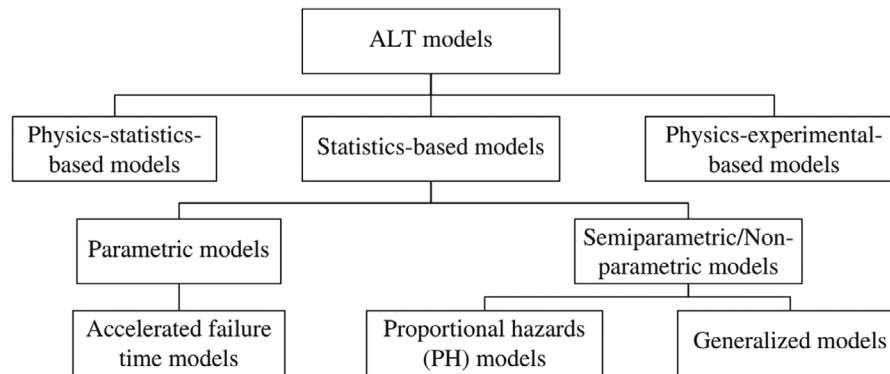 ALT models
Physics-statistics-
based models
Statistics-based models
Physics-experimental-
based models
Parametric models
Semiparametric/Non-
parametric models
Accelerated failure
time models
Proportional hazards
(PH) models
Generalized models